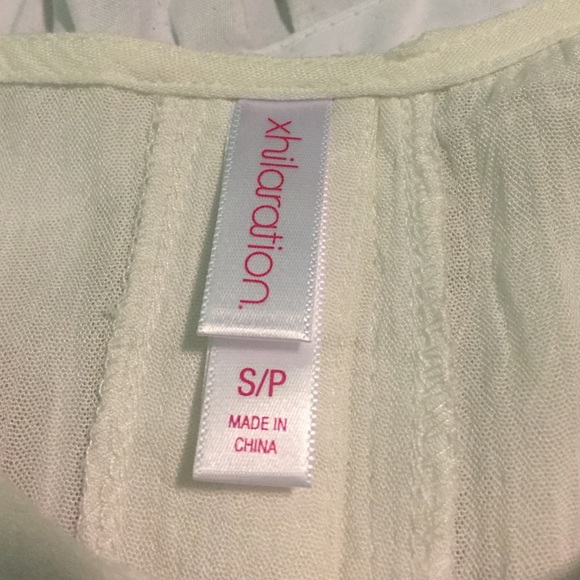 xhilaration.
S/P
MADE IN
CHINA